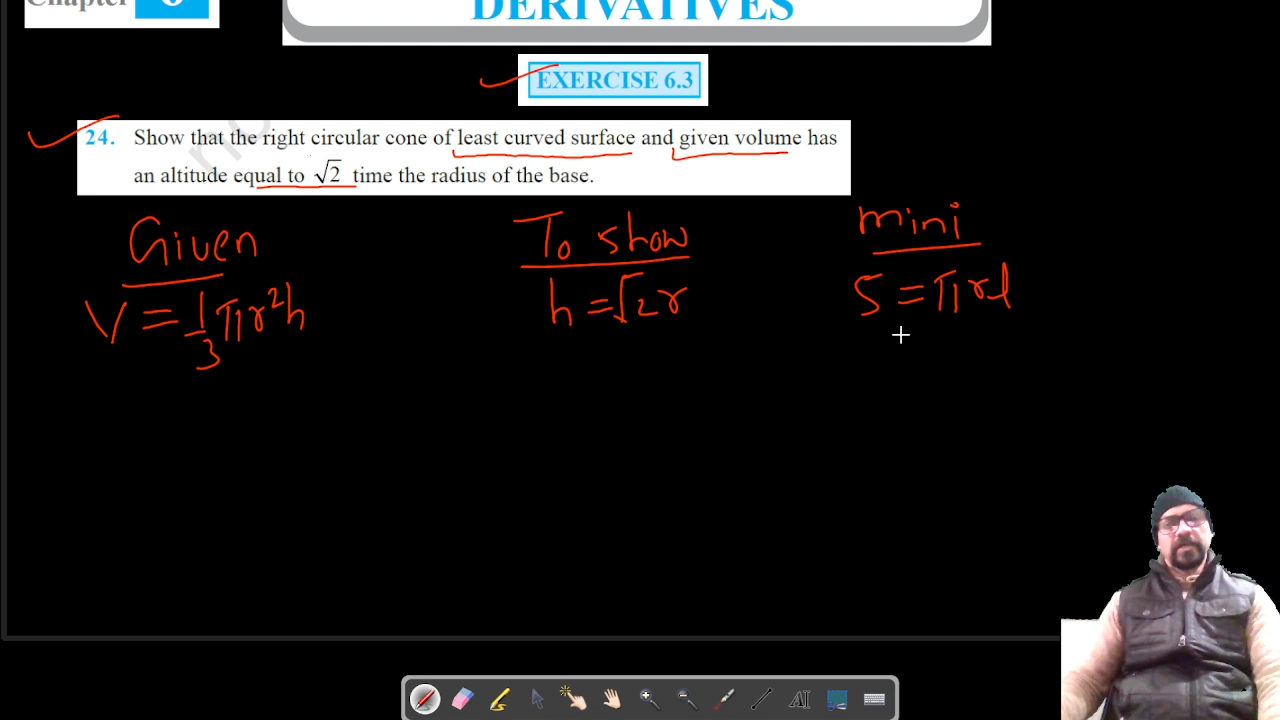 Chapter 6
DERIVATIVES
EXERCISE 6.3
24. Show that the right circular cone of least curved surface and given volume has
an altitude equal to √2 time the radius of the base.
Given
V = 1/3 πr²h
To show
h = √2 r
mini
S = πrl
AI